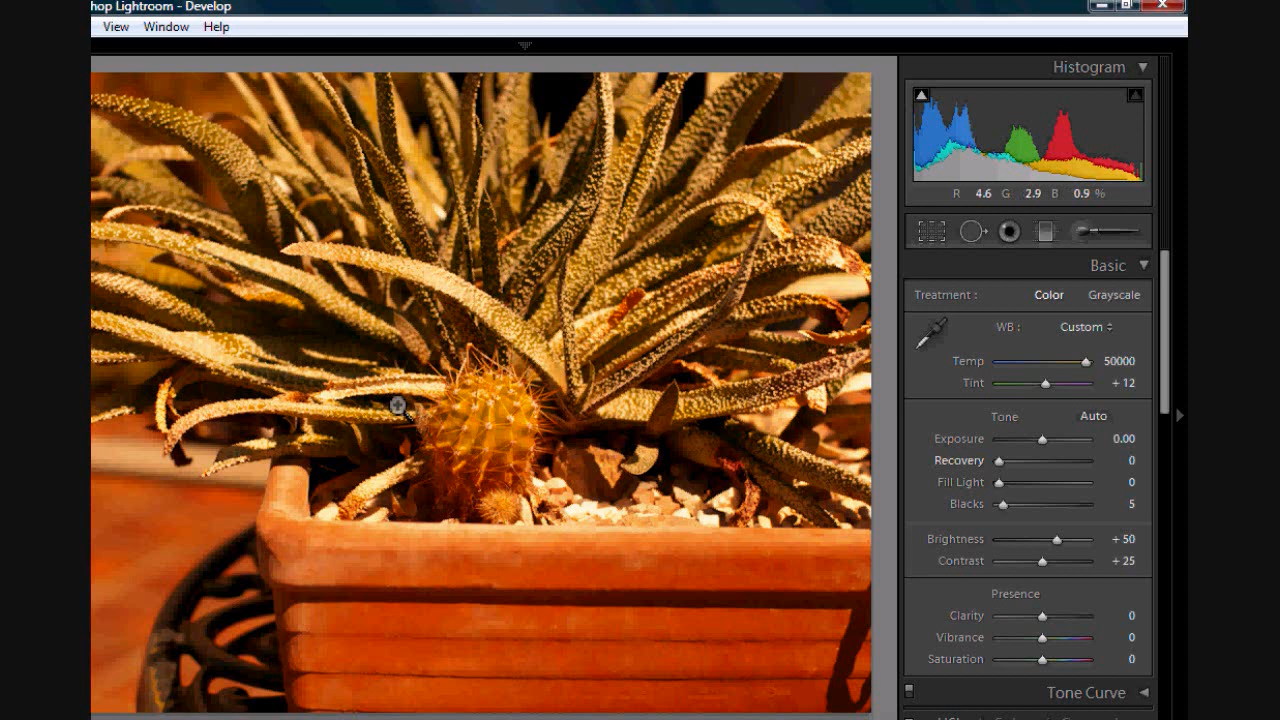 hop Lightroom - Develop
View Window Help
Histogram
R 4.6 G 2.9 B 0.9 %
Basic
Treatment : Color Grayscale
WB : Custom
Temp 50000
Tint + 12
Tone Auto
Exposure 0.00
Recovery 0
Fill Light 0
Blacks 5
Brightness + 50
Contrast + 25
Presence
Clarity 0
Vibrance 0
Saturation 0
Tone Curve